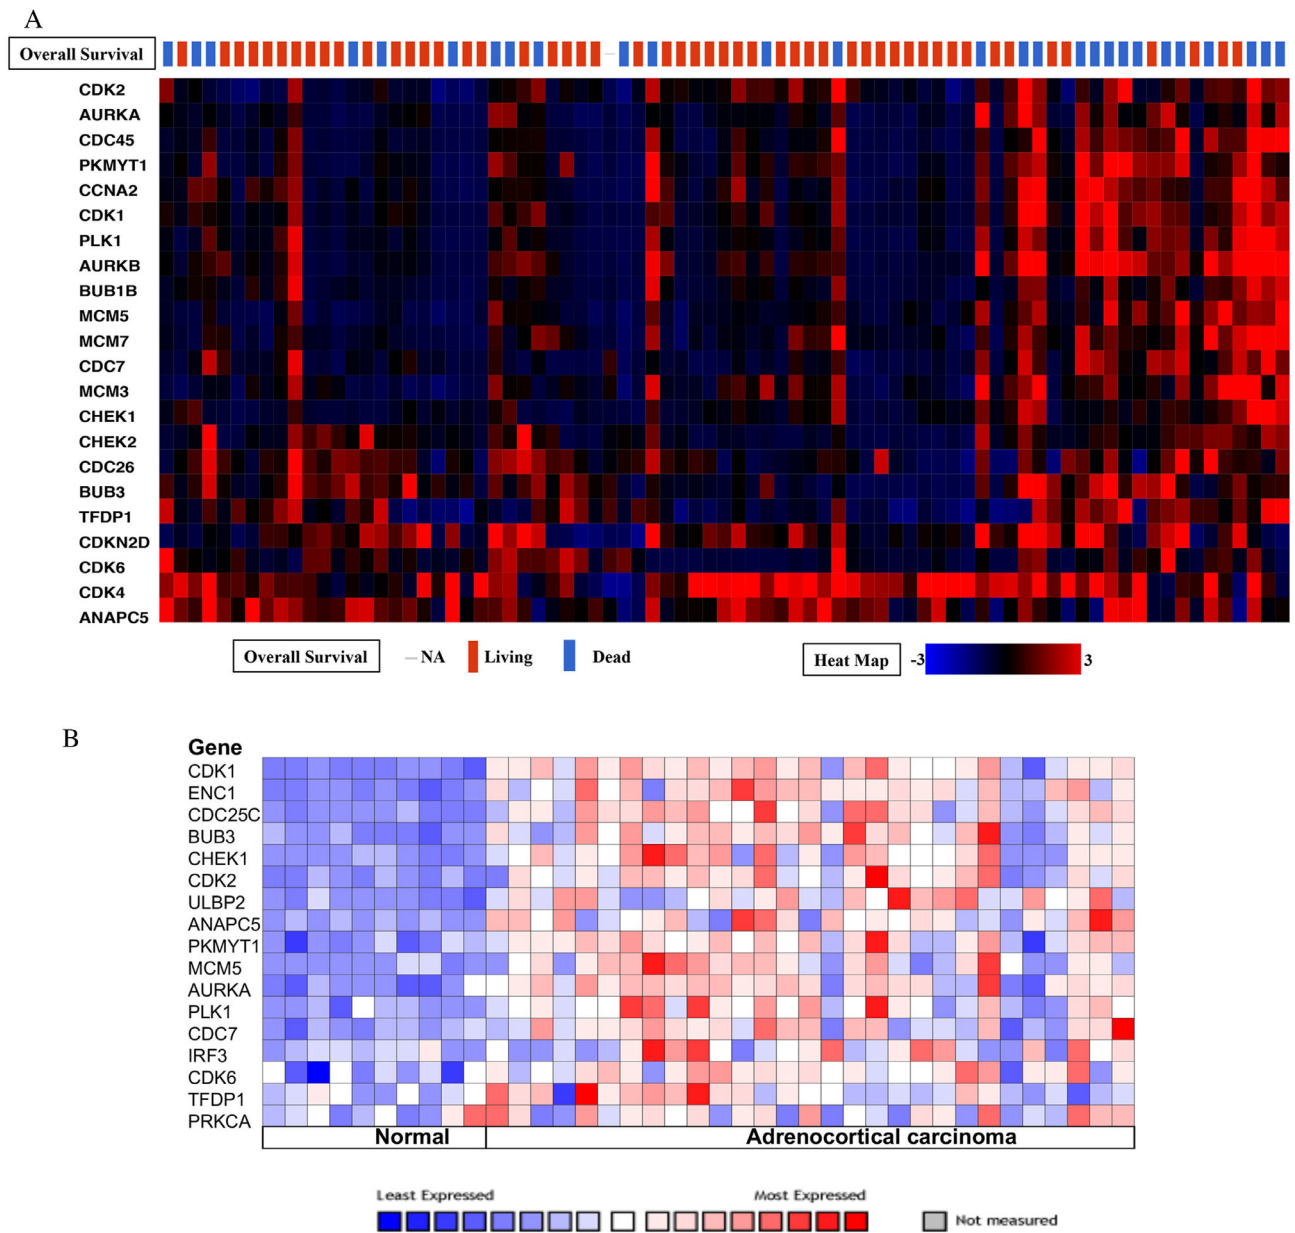 A
Overall Survival
CDK2
AURKA
CDC45
PKMYT1
CCNA2
CDK1
PLK1
AURKB
BUB1B
MCM5
MCM7
CDC7
MCM3
CHEK1
CHEK2
CDC26
BUB3
TFDP1
CDKN2D
CDK6
CDK4
ANAPC5
Overall Survival NA Living Dead Heat Map -3 3
B
Gene
CDK1
ENC1
CDC25C
BUB3
CHEK1
CDK2
ULBP2
ANAPC5
PKMYT1
MCM5
AURKA
PLK1
CDC7
IRF3
CDK6
TFDP1
PRKCA
Normal Adrenocortical carcinoma
Least Expressed Most Expressed
Not measured